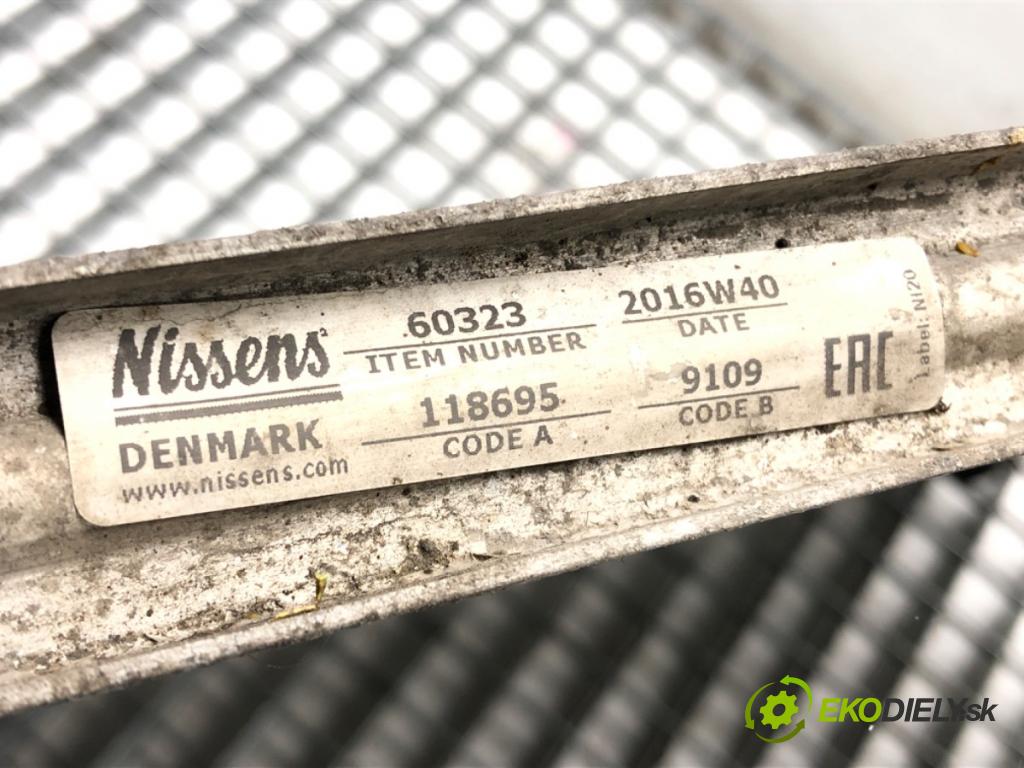 Nissens
DENMARK
www.nissens.com
60323
ITEM NUMBER
2016W40
DATE
118695
CODE A
9109
CODE B
EAC
Label: NI20
EKODIELY.sk